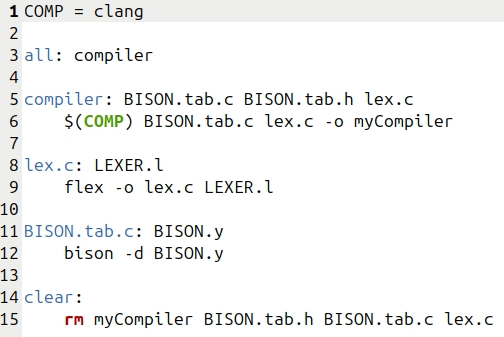 1 COMP = clang
2
3 all: compiler
4
5 compiler: BISON.tab.c BISON.tab.h lex.c
6     $(COMP) BISON.tab.c lex.c -o myCompiler
7
8 lex.c: LEXER.l
9     flex -o lex.c LEXER.l
10
11 BISON.tab.c: BISON.y
12     bison -d BISON.y
13
14 clear:
15     rm myCompiler BISON.tab.h BISON.tab.c lex.c